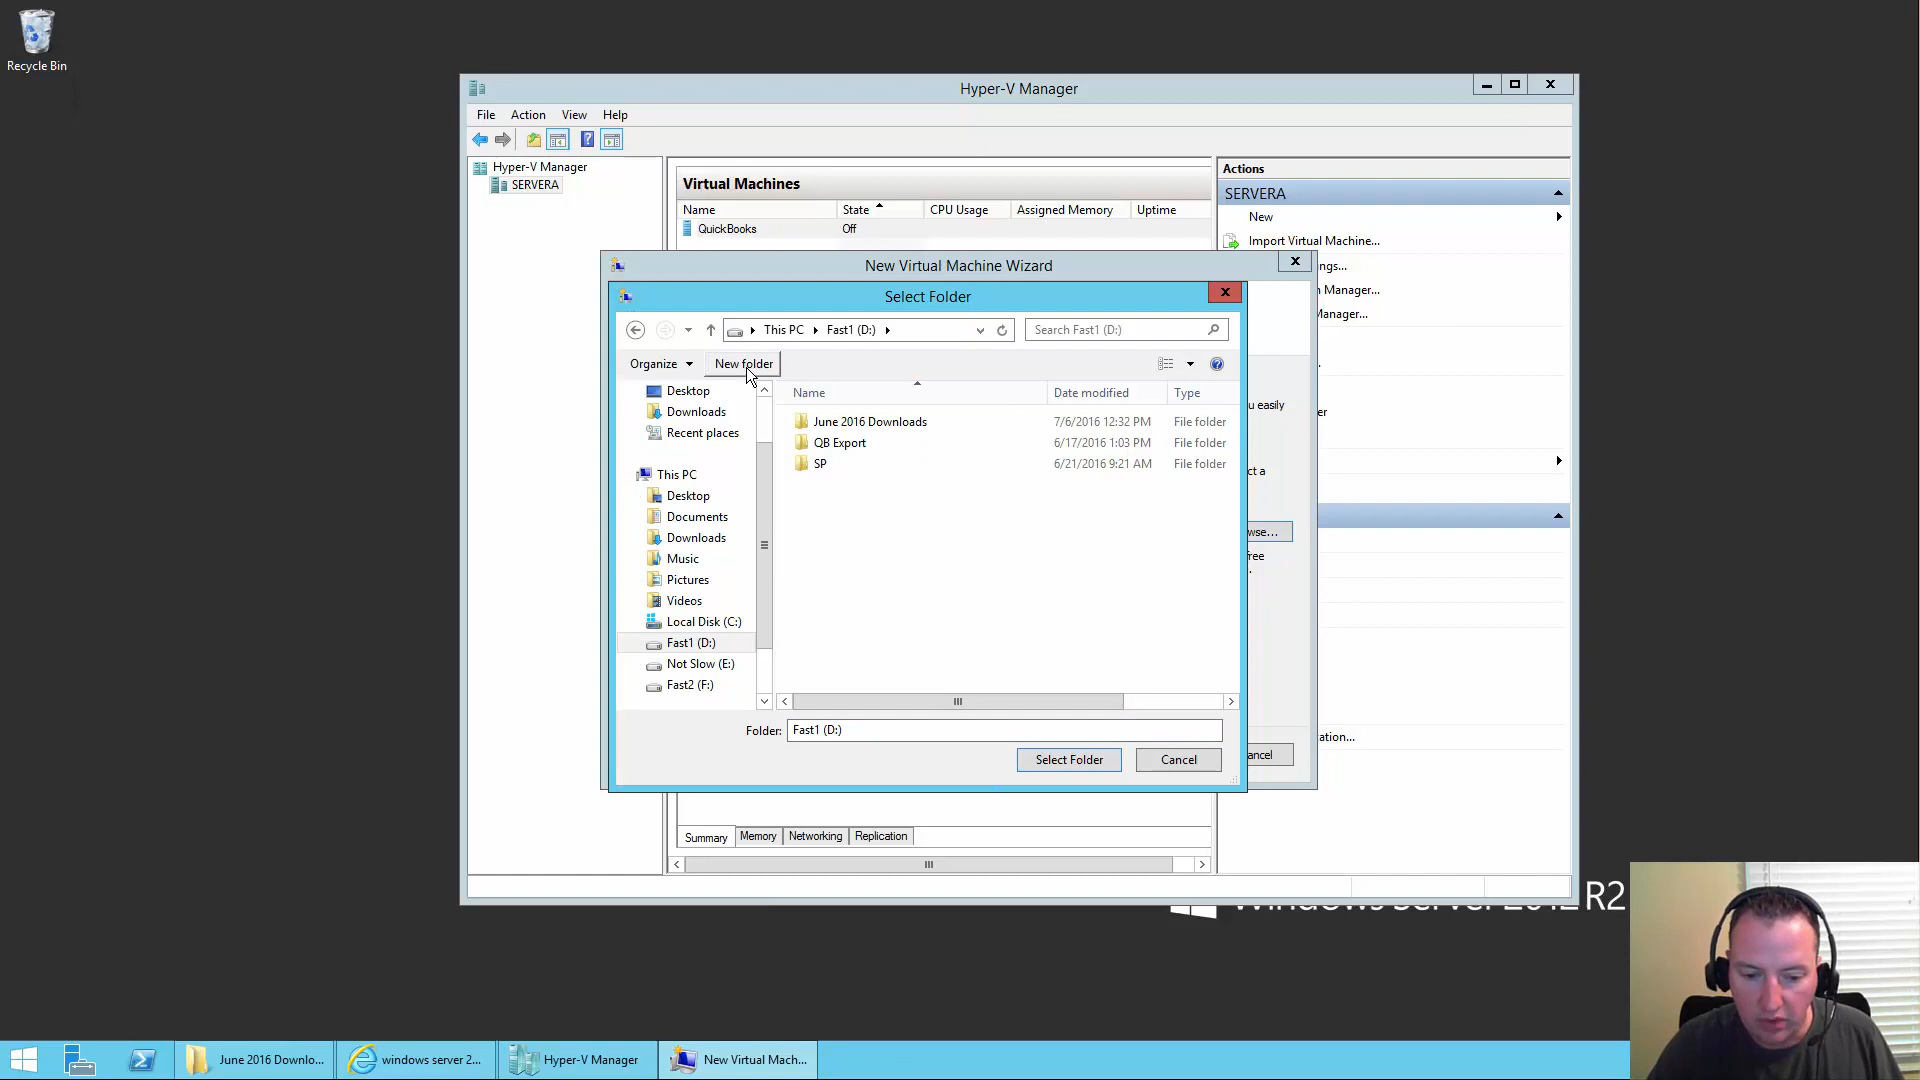 Recycle Bin
Hyper-V Manager
File Action View Help
Hyper-V Manager
SERVERA
Virtual Machines
Name State CPU Usage Assigned Memory Uptime
QuickBooks Off
Actions
SERVERA
New
Import Virtual Machine...
ngs...
Manager...
Manager...
New Virtual Machine Wizard
Select Folder
This PC Fast1 (D:)
Search Fast1 (D:)
Organize New folder
Name Date modified Type
June 2016 Downloads 7/6/2016 12:32 PM File folder
QB Export 6/17/2016 1:03 PM File folder
SP 6/21/2016 9:21 AM File folder
Desktop
Downloads
Recent places
This PC
Desktop
Documents
Downloads
Music
Pictures
Videos
Local Disk (C:)
Fast1 (D:)
Not Slow (E:)
Fast2 (F:)
Folder: Fast1 (D:)
Select Folder Cancel
u easily
ct a
wse...
free
ancel
er
ation...
Summary Memory Networking Replication
R2
June 2016 Downlo...
windows server 2...
Hyper-V Manager
New Virtual Mach...